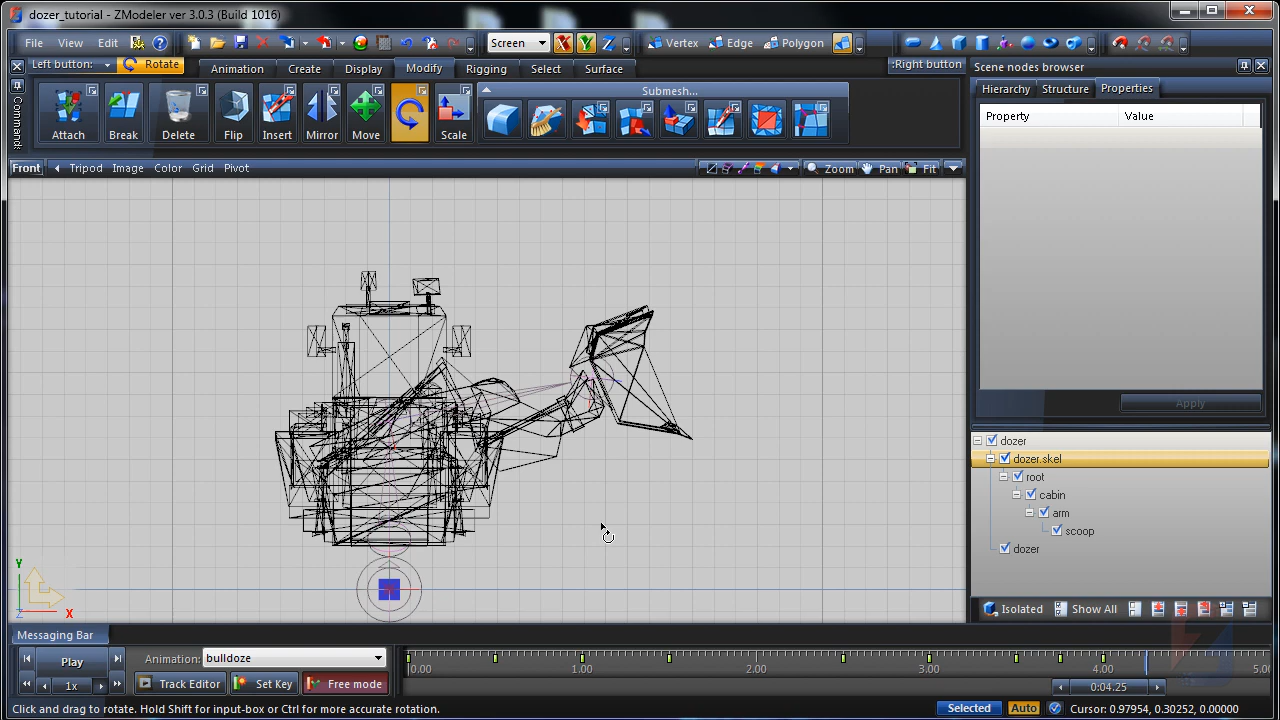 dozer_tutorial - ZModeler ver 3.0.3 (Build 1016)
File View Edit Screen X Y Z Vertex Edge Polygon
Left button: Rotate Animation Create Display Modify Rigging Select Surface :Right button
Commands
Attach Break Delete Flip Insert Mirror Move Rotate Scale Submesh...
Front Tripod Image Color Grid Pivot Zoom Pan Fit
Scene nodes browser
Hierarchy Structure Properties
Property Value
Apply
dozer
dozer.skel
root
cabin
arm
scoop
dozer
Isolated Show All
Y
Z X
Messaging Bar
Play Animation: bulldoze
1x Track Editor Set Key Free mode
0.00 1.00 2.00 3.00 4.00 5.00
0:04.25
Click and drag to rotate. Hold Shift for input-box or Ctrl for more accurate rotation. Selected Auto Cursor: 0.97954, 0.30252, 0.00000